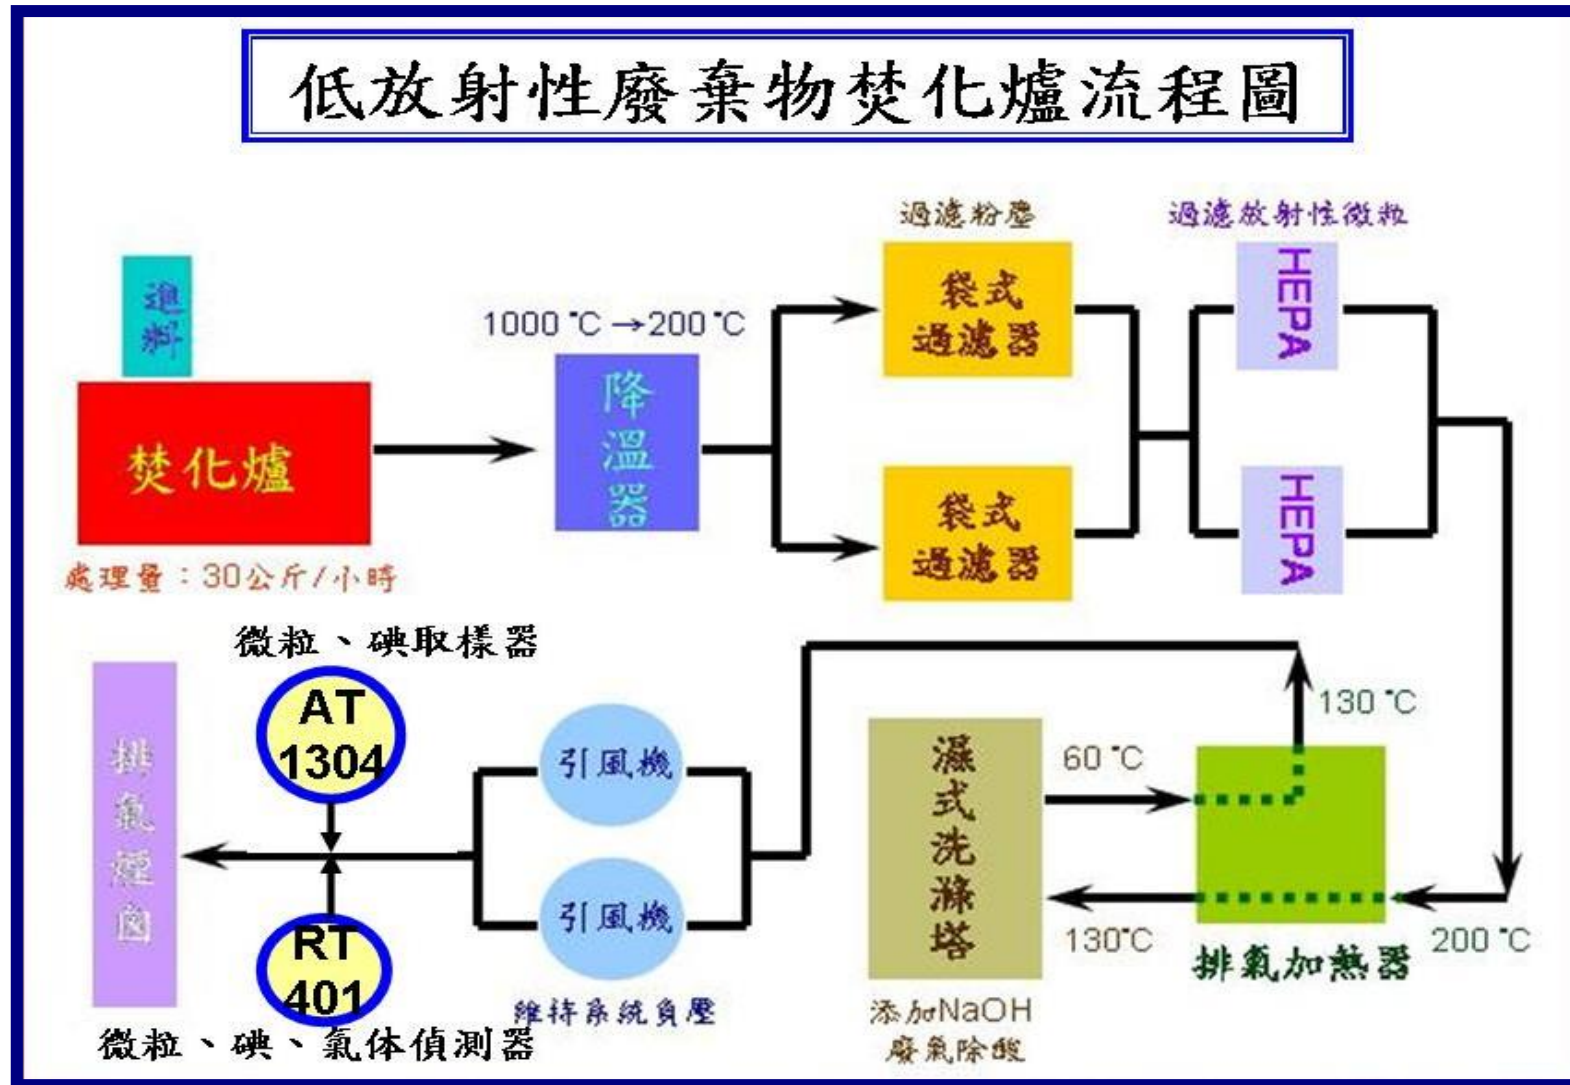 低放射性廢棄物焚化爐流程圖
進料
焚化爐
處理量：30公斤/小時
1000 °C →200 °C
降溫器
過濾粉塵
袋式
過濾器
袋式
過濾器
過濾放射性微粒
HEPA
HEPA
200 °C
排氣加熱器
130°C
60 °C
130 °C
濕式洗滌塔
添加NaOH
廢氣除酸
引風機
引風機
維持系統負壓
微粒、碘取樣器
AT
1304
RT
401
微粒、碘、氣体偵測器
排氣煙囪